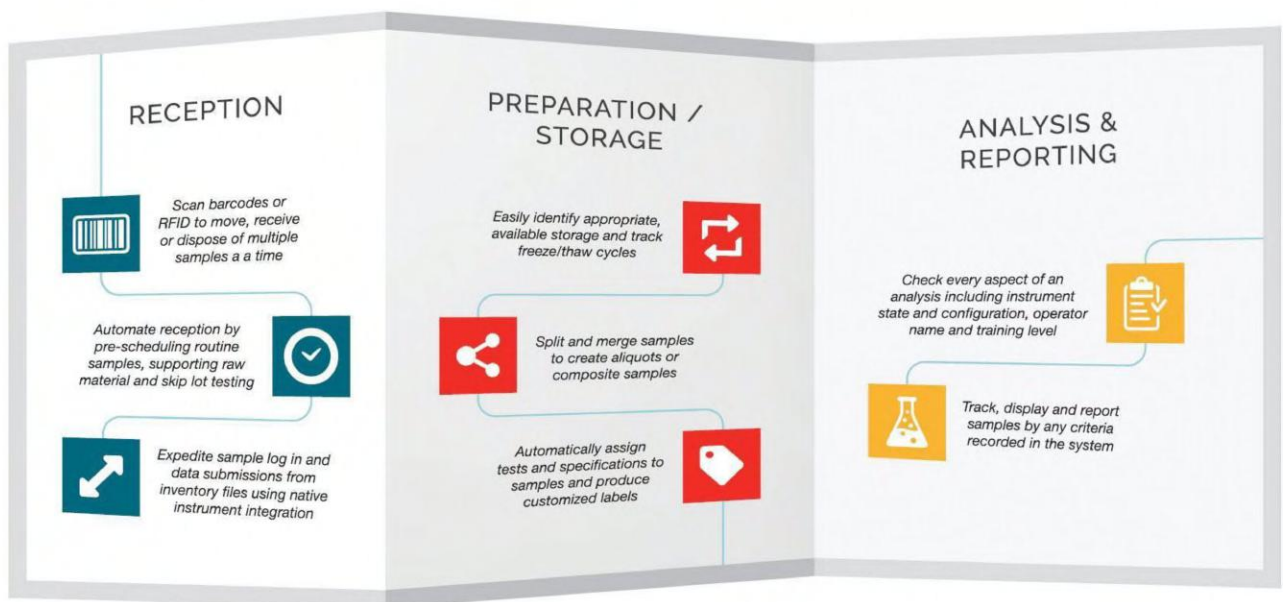 RECEPTION
Scan barcodes or
RFID to move, receive
or dispose of multiple
samples a a time
Automate reception by
pre-scheduling routine
samples, supporting raw
material and skip lot testing
Expedite sample log in and
data submissions from
inventory files using native
instrument integration
PREPARATION /
STORAGE
Easily identify appropriate,
available storage and track
freeze/thaw cycles
Split and merge samples
to create aliquots or
composite samples
Automatically assign
tests and specifications to
samples and produce
customized labels
ANALYSIS &
REPORTING
Check every aspect of an
analysis including instrument
state and configuration, operator
name and training level
Track, display and report
samples by any criteria
recorded in the system